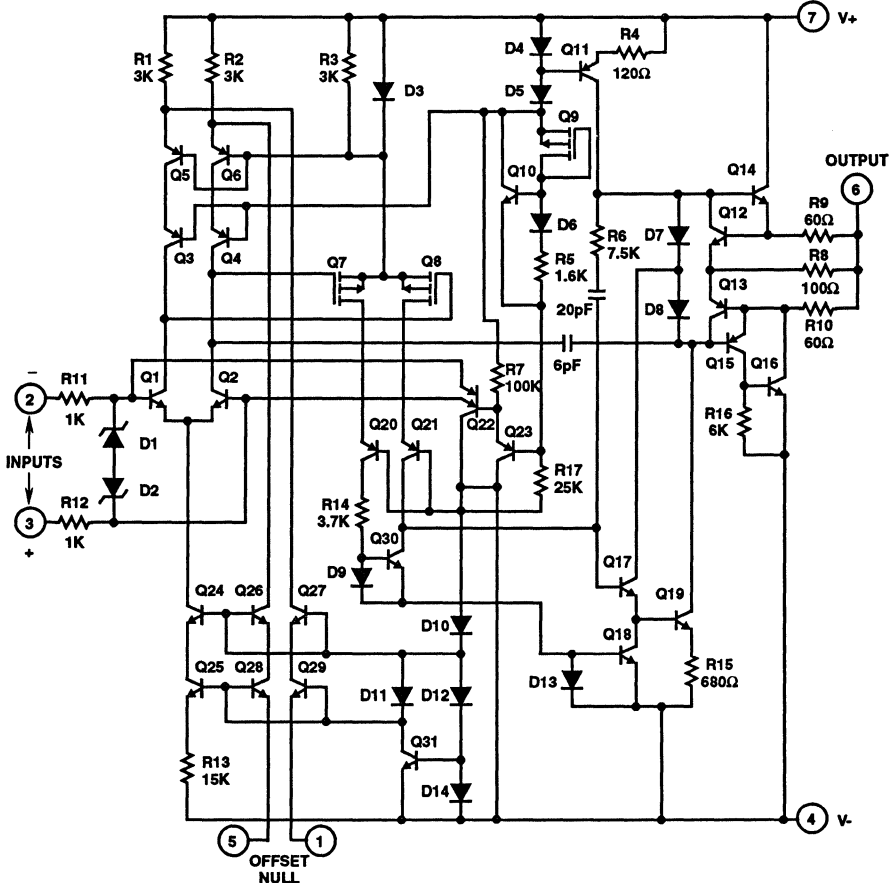 7 V+
R1
3K
R2
3K
R3
3K
D3
D4
Q11
R4
120Ω
D5
Q9
Q5
Q6
Q10
Q14
OUTPUT
6
Q12
R9
60Ω
Q3
Q4
D6
R6
7.5K
D7
R8
100Ω
Q7
Q8
R5
1.6K
Q13
20pF
D8
R10
60Ω
6pF
Q15
Q16
–
2
R11
1K
Q1
Q2
R7
100K
Q22
R16
6K
D1
INPUTS
Q20
Q21
Q23
R17
25K
D2
3
+
R12
1K
R14
3.7K
Q30
D9
Q17
Q19
Q24
Q26
Q27
D10
Q18
Q25
Q28
Q29
D11
D12
D13
R15
680Ω
Q31
R13
15K
D14
4 V-
5
1
OFFSET
NULL